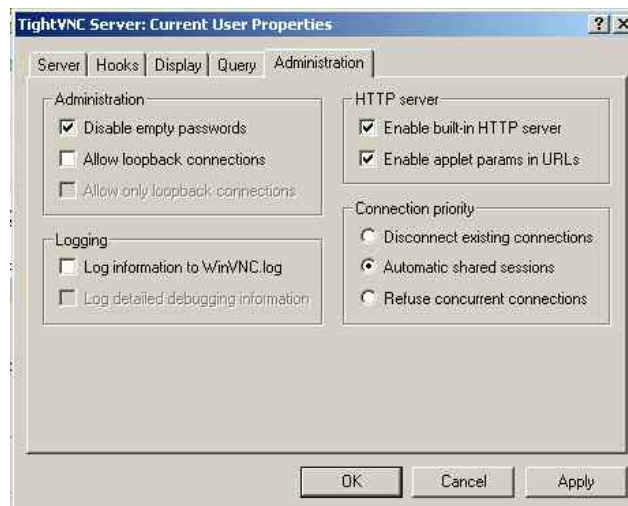 TightVNC Server: Current User Properties
Server Hooks Display Query Administration
Administration
Disable empty passwords
Allow loopback connections
Allow only loopback connections
Logging
Log information to WinVNC.log
Log detailed debugging information
HTTP server
Enable built-in HTTP server
Enable applet params in URLs
Connection priority
Disconnect existing connections
Automatic shared sessions
Refuse concurrent connections
OK Cancel Apply